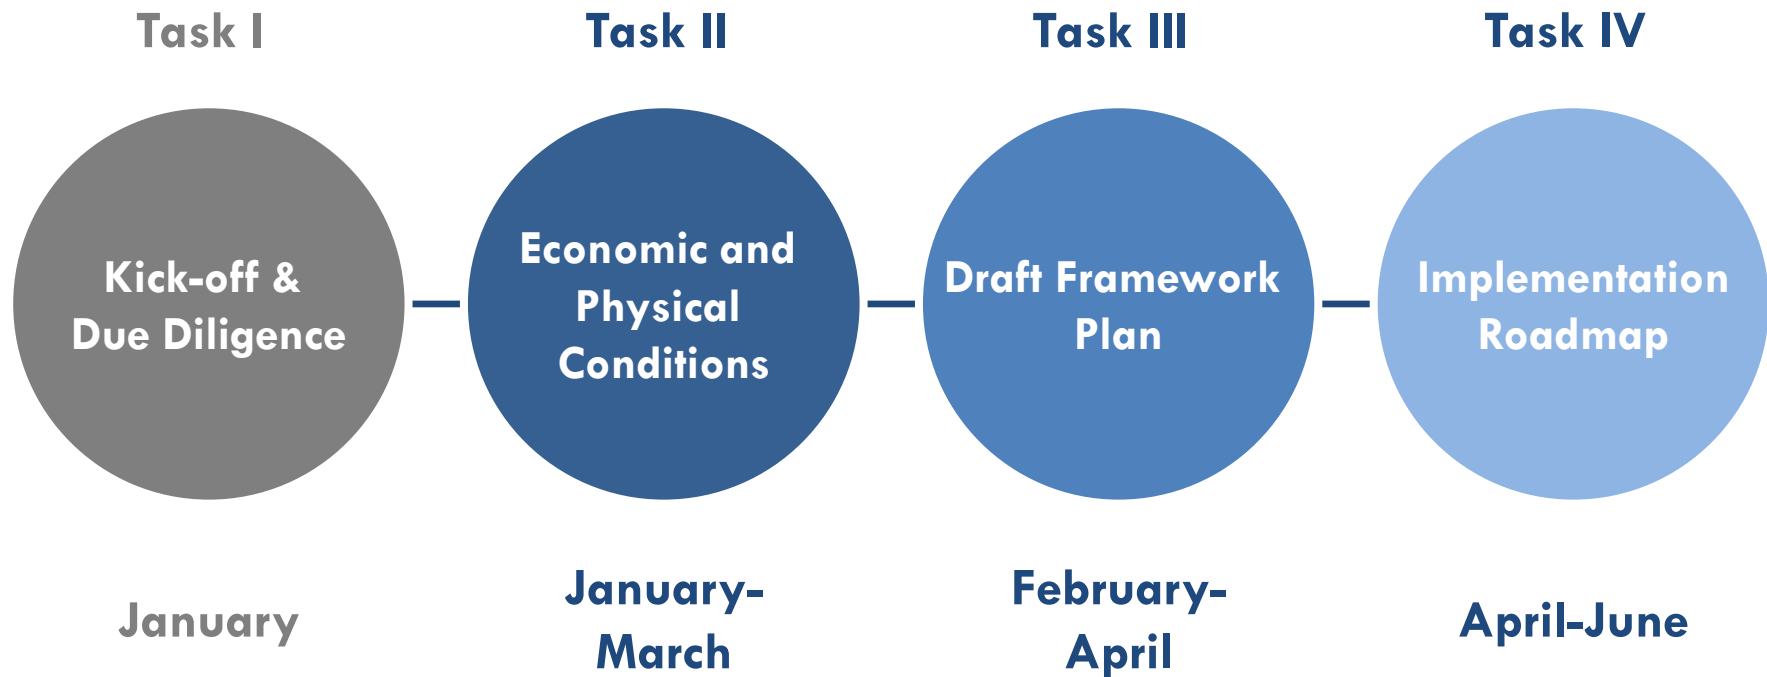 Task I
Task II
Task III
Task IV
Kick-off &
Due Diligence
Economic and
Physical
Conditions
Draft Framework
Plan
Implementation
Roadmap
January
January-
March
February-
April
April-June